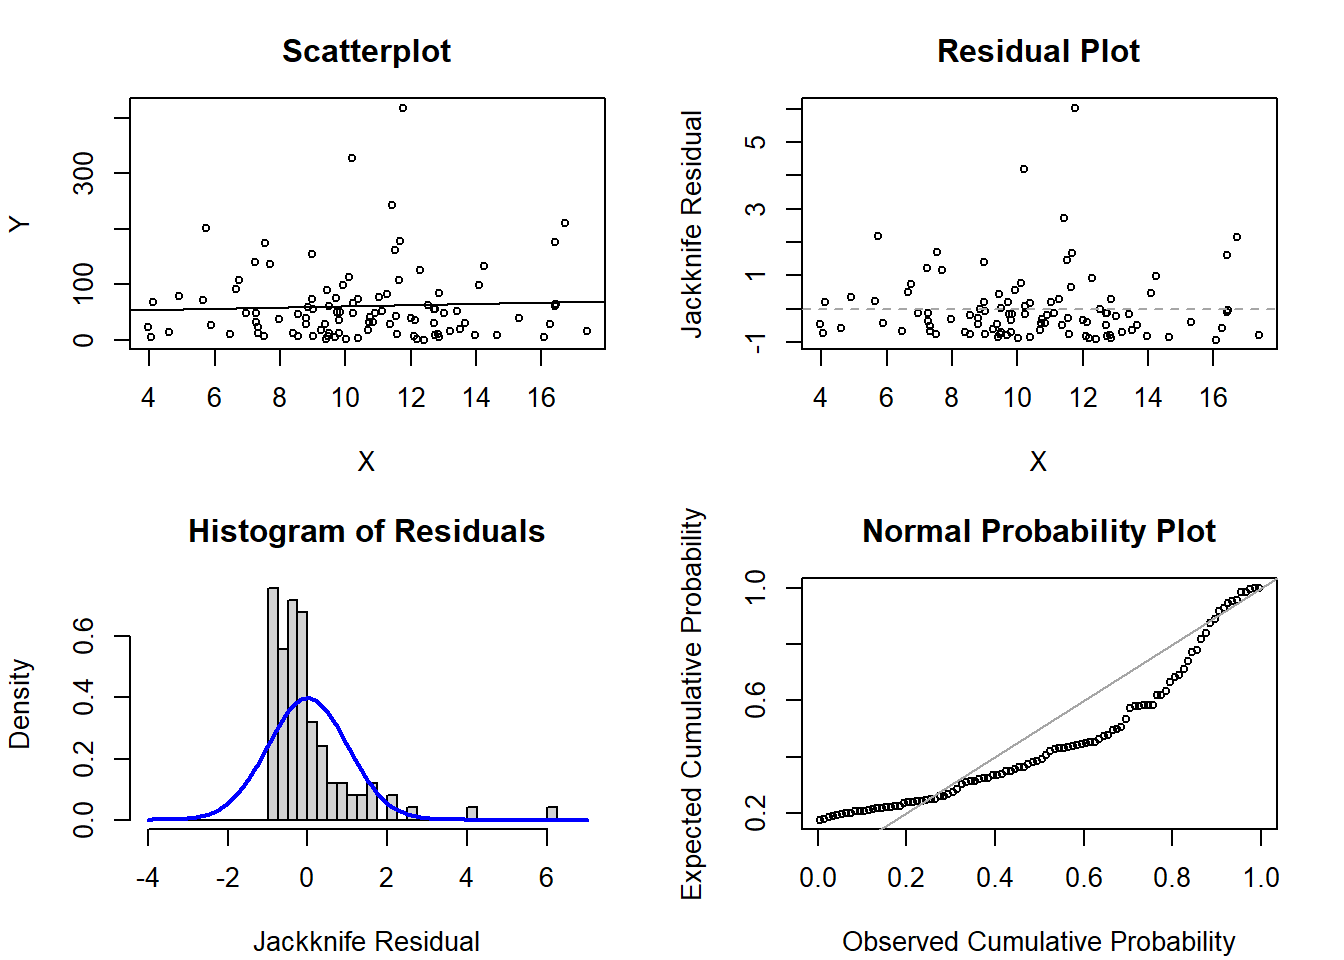 Scatterplot
Y
0
100
300
4 6 8 10 12 14 16
X
Residual Plot
Jackknife Residual
-1
1
3
5
4 6 8 10 12 14 16
X
Histogram of Residuals
Density
0.0
0.2
0.4
0.6
-4 -2 0 2 4 6
Jackknife Residual
Normal Probability Plot
Expected Cumulative Probability
0.2
0.6
1.0
0.0 0.2 0.4 0.6 0.8 1.0
Observed Cumulative Probability